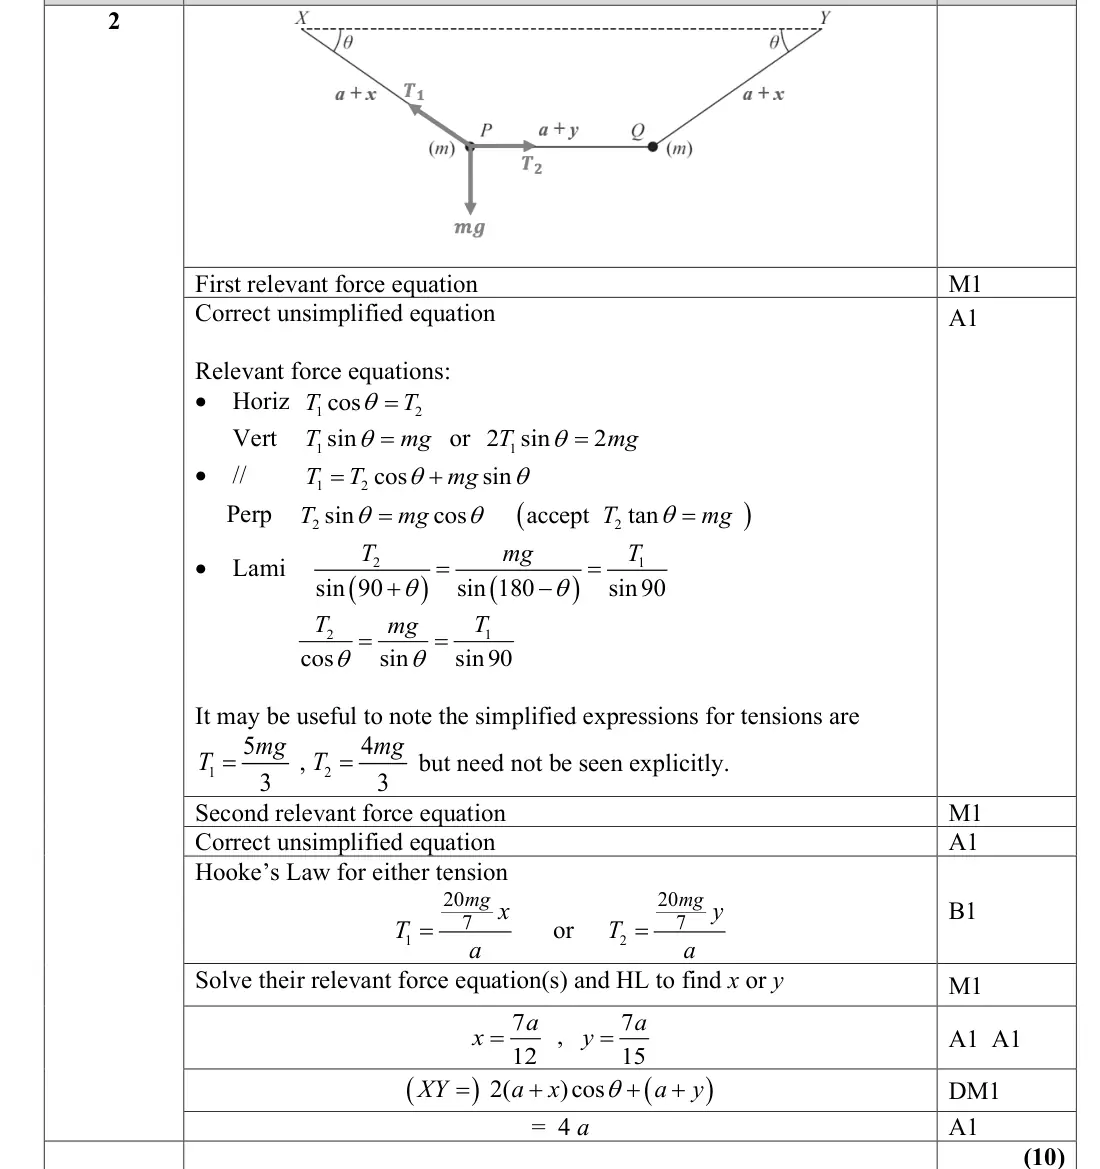 2
X Y
θ θ
a + x T₁ a + x
P a + y Q
(m) T₂ (m)
mg
First relevant force equation M1
Correct unsimplified equation A1
Relevant force equations:
• Horiz T₁ cos θ = T₂
Vert T₁ sin θ = mg or 2T₁ sin θ = 2mg
• // T₁ = T₂ cos θ + mg sin θ
Perp T₂ sin θ = mg cos θ (accept T₂ tan θ = mg )
• Lami T₂/sin(90 + θ) = mg/sin(180 − θ) = T₁/sin 90
T₂/cos θ = mg/sin θ = T₁/sin 90
It may be useful to note the simplified expressions for tensions are
T₁ = 5mg/3 , T₂ = 4mg/3 but need not be seen explicitly.
Second relevant force equation M1
Correct unsimplified equation A1
Hooke's Law for either tension
T₁ = (20mg/7 x)/a or T₂ = (20mg/7 y)/a B1
Solve their relevant force equation(s) and HL to find x or y M1
x = 7a/12 , y = 7a/15 A1 A1
(XY =) 2(a + x) cos θ + (a + y) DM1
= 4 a A1
(10)